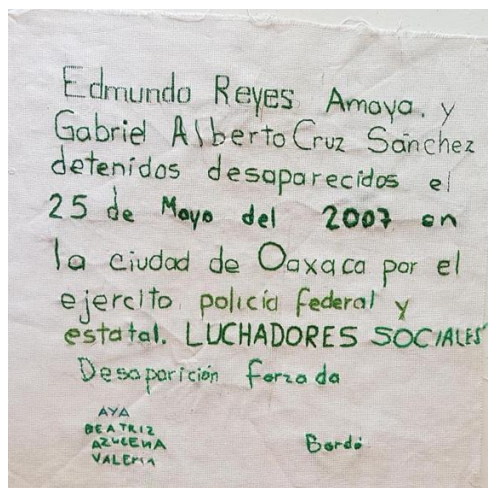 Edmundo Reyes Amaya. y
Gabriel Alberto Cruz Sánchez
detenidos desaparecidos el
25 de Mayo del 2007 en
la ciudad de Oaxaca por el
ejercito policía federal y
estatal. LUCHADORES SOCIALES
Desaparición forzada
AYA
BEATRIZ
AZUCENA
VALERIA
Bordó